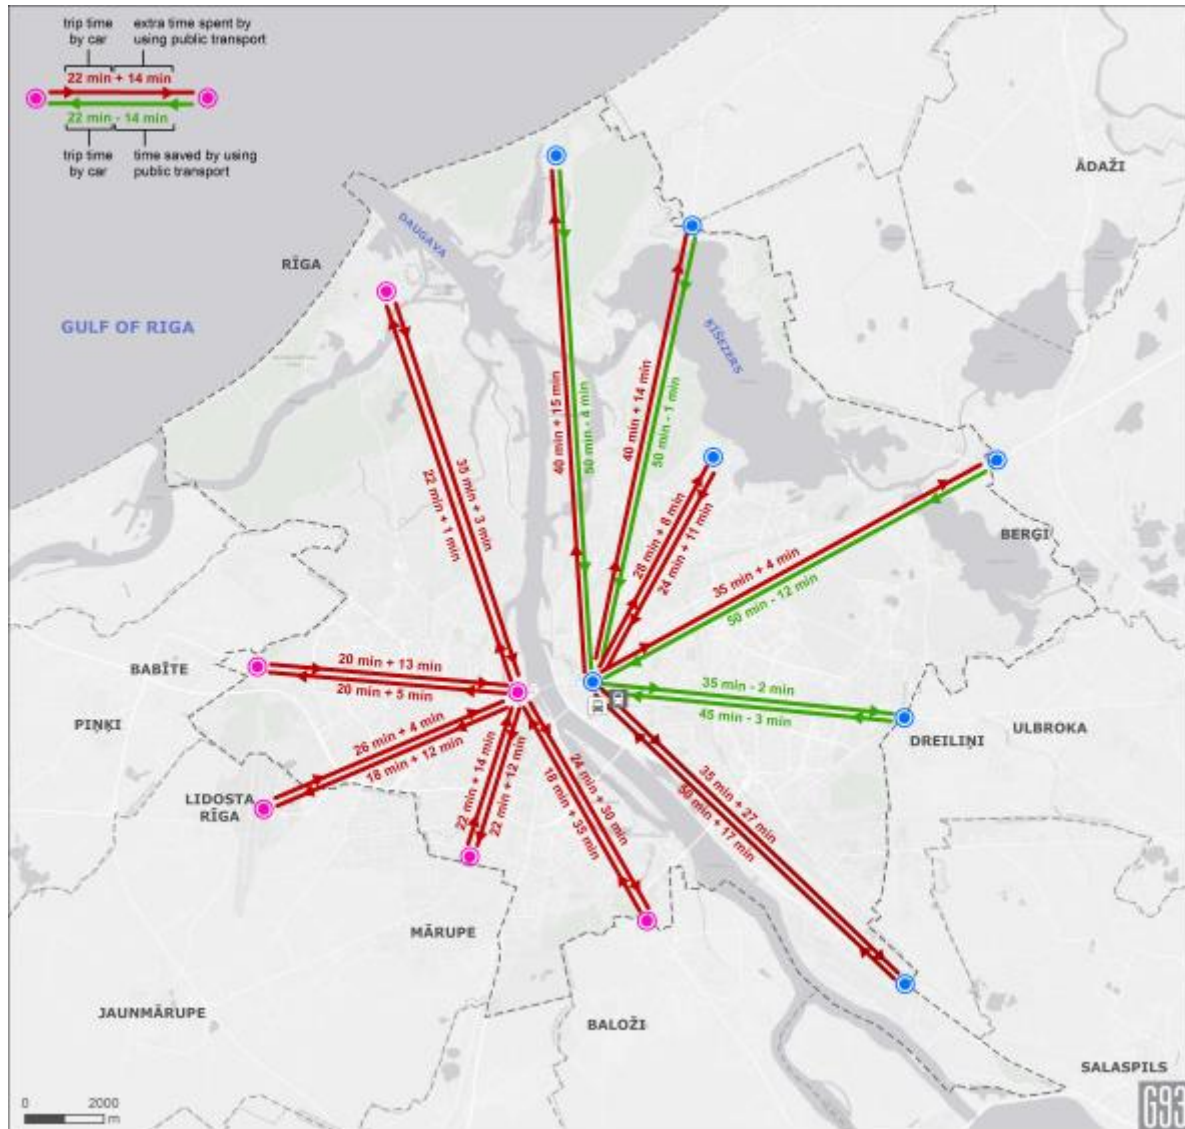 trip time
by car
extra time spent by
using public transport
22 min + 14 min
22 min - 14 min
trip time
by car
time saved by using
public transport
ĀDAŽI
DAUGAVA
RĪGA
GULF OF RIGA
ĶĪŠEZERS
40 min + 15 min
50 min - 4 min
40 min + 14 min
50 min - 1 min
35 min + 3 min
22 min + 1 min
28 min + 8 min
24 min + 11 min
35 min + 4 min
50 min - 12 min
BERĢI
BABĪTE
20 min + 13 min
20 min + 5 min
35 min - 2 min
45 min - 3 min
PIŅĶI
26 min + 4 min
18 min + 12 min
ULBROKA
DREILIŅI
LIDOSTA
RĪGA
22 min + 14 min
22 min + 12 min
24 min + 30 min
18 min + 35 min
35 min + 27 min
50 min + 17 min
MĀRUPE
JAUNMĀRUPE
BALOŽI
SALASPILS
0 2000
m
G93